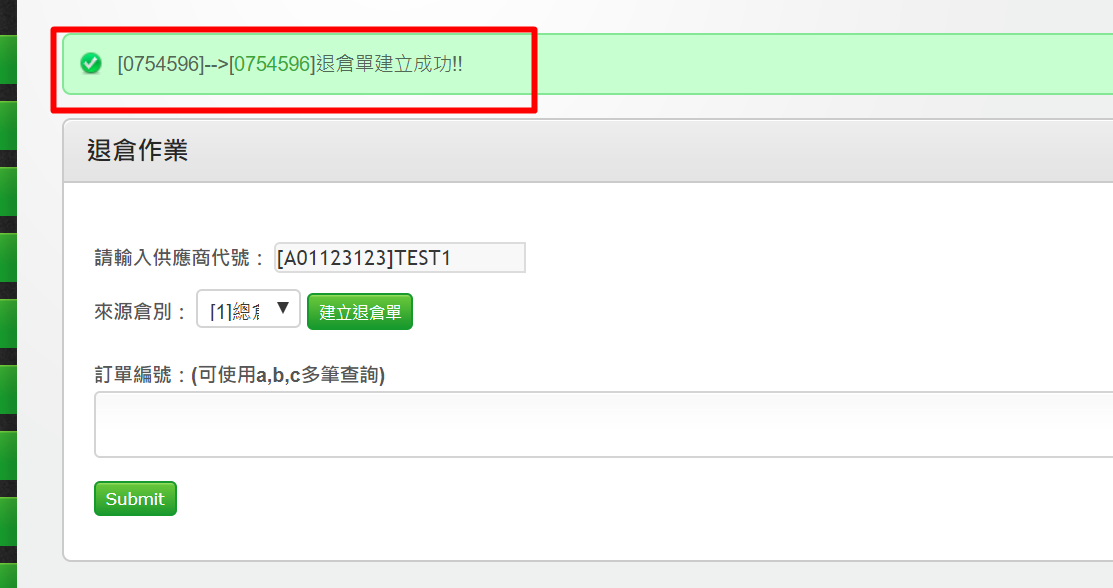 [0754596]-->[0754596]退倉單建立成功!!
退倉作業
請輸入供應商代號： [A01123123]TEST1
來源倉別： [1]總 ▼ 建立退倉單
訂單編號：(可使用a,b,c多筆查詢)
Submit